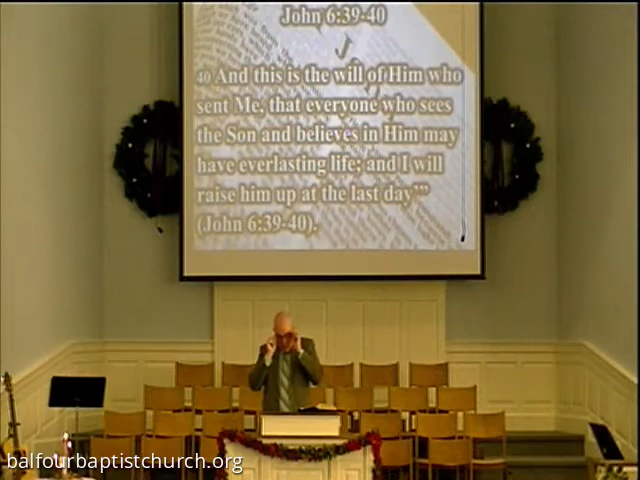 John 6:39-40
J
40 And this is the will of Him who
sent Me, that everyone who sees
the Son and believes in Him may
have everlasting life; and I will
raise him up at the last day’”
(John 6:39-40).
balfourbaptistchurch.org